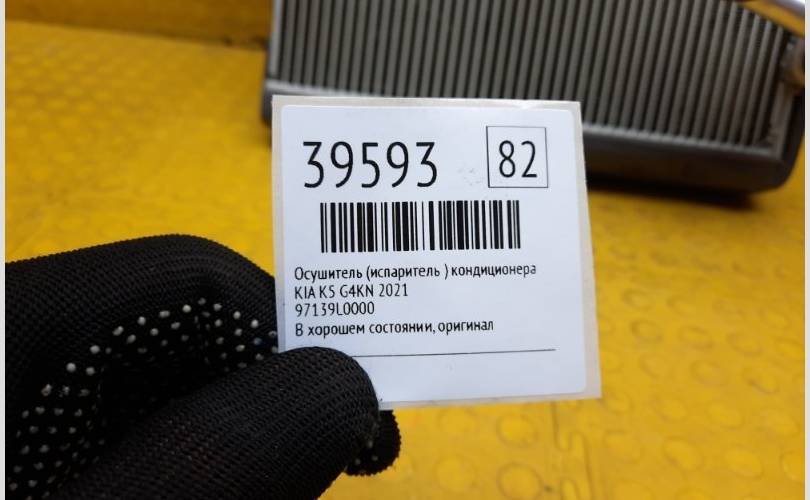 39593 82
Осушитель (испаритель ) кондиционера
KIA K5 G4KN 2021
97139L0000
В хорошем состоянии, оригинал